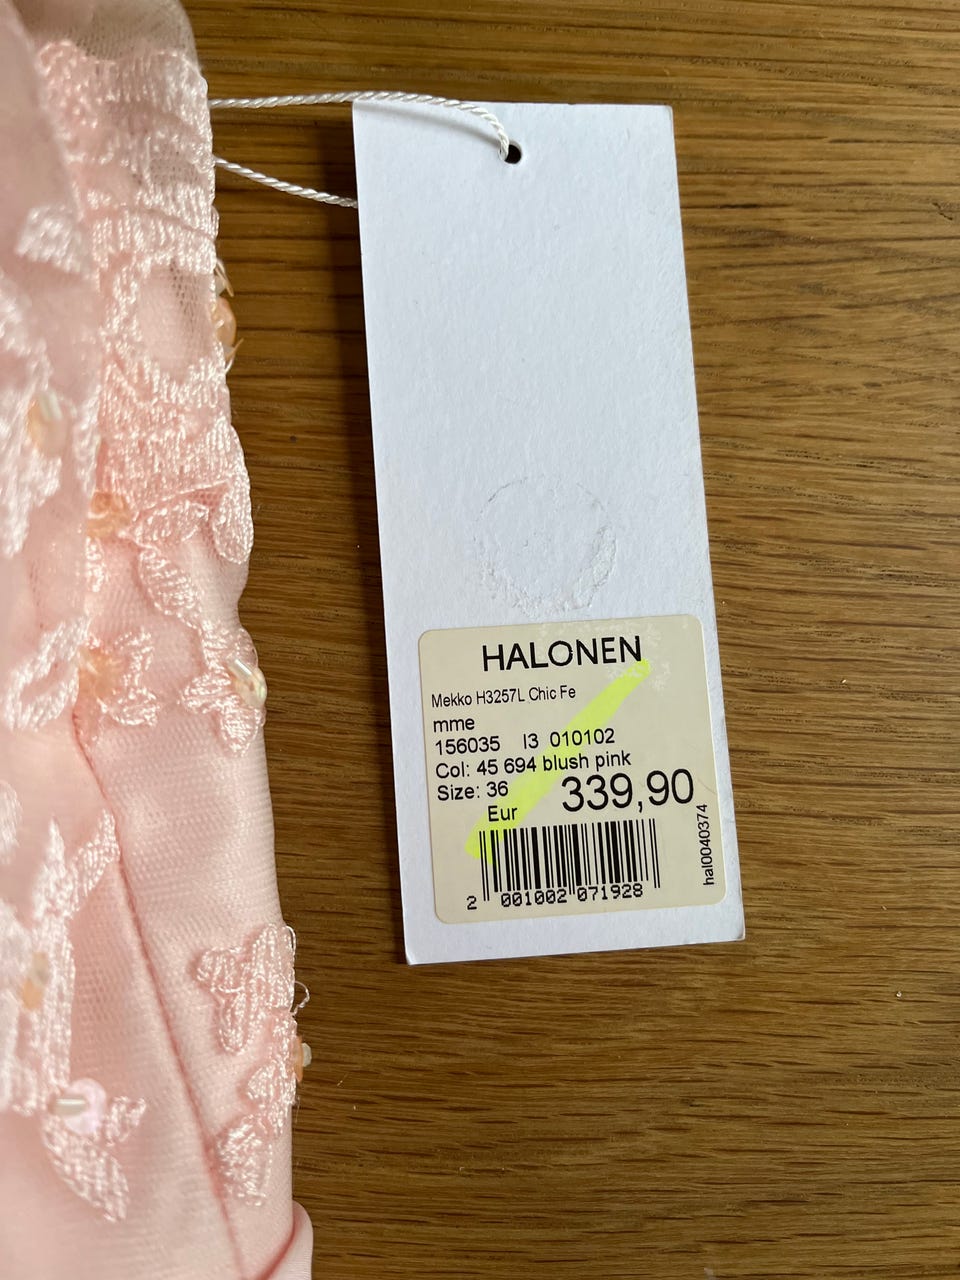 HALONEN
Mekko H3257L Chic Fe
mme
156035 I3 010102
Col: 45 694 blush pink
Size: 36
339,90
Eur
2 001002 071928
hal0040374